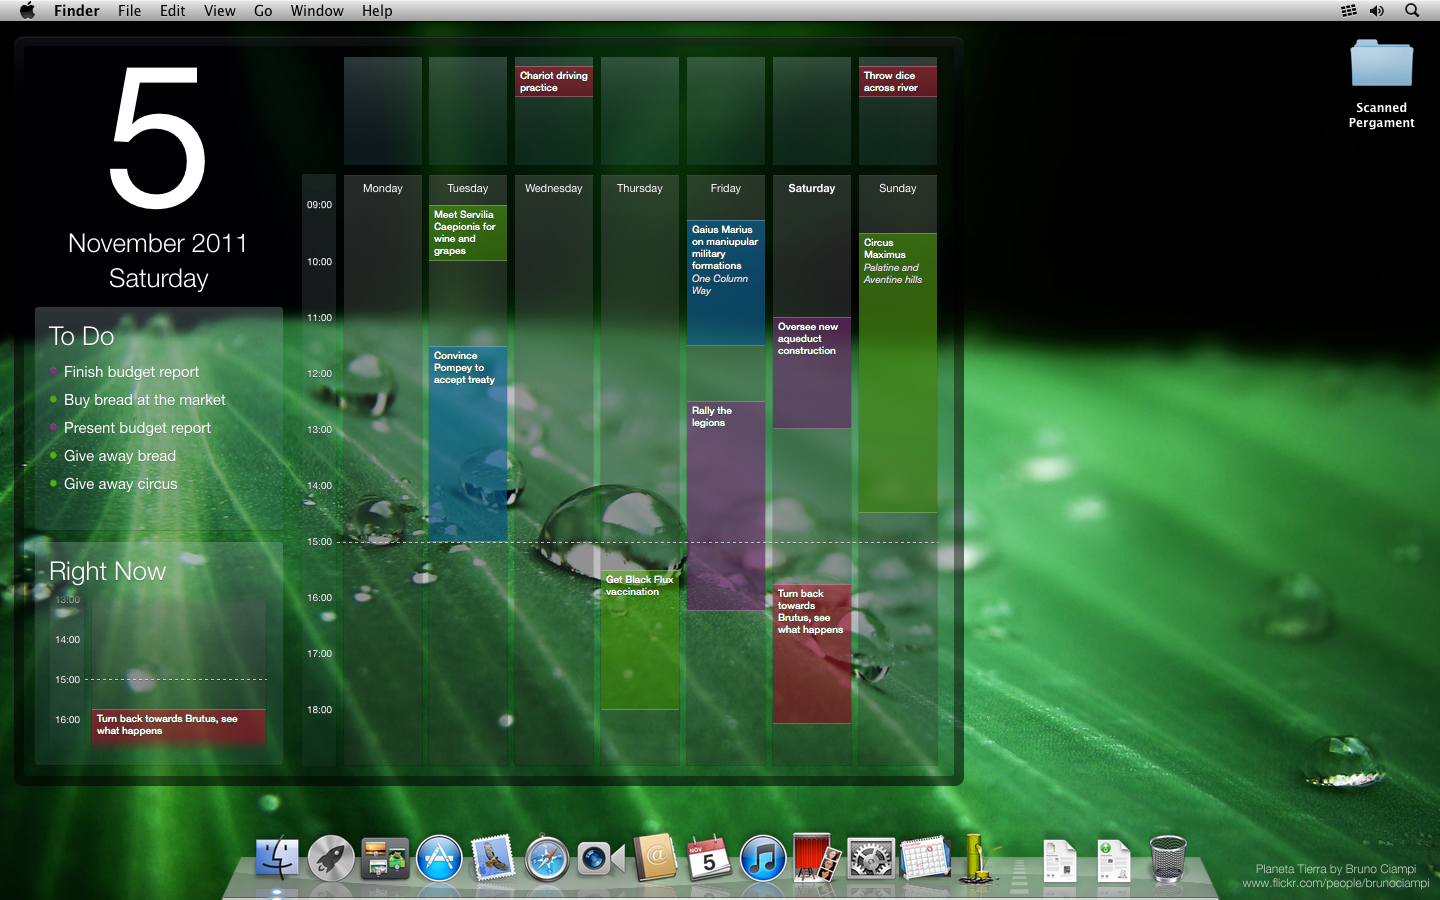 Finder File Edit View Go Window Help
5
November 2011
Saturday
To Do
Finish budget report
Buy bread at the market
Present budget report
Give away bread
Give away circus
Right Now
13:00
14:00
15:00
16:00
Turn back towards Brutus, see
what happens
Chariot driving
practice
Throw dice
across river
Monday Tuesday Wednesday Thursday Friday Saturday Sunday
09:00
10:00
11:00
12:00
13:00
14:00
15:00
16:00
17:00
18:00
Meet Servilia
Caepionis for
wine and
grapes
Convince
Pompey to
accept treaty
Get Black Flux
vaccination
Gaius Marius
on maniupular
military
formations
One Column
Way
Rally the
legions
Oversee new
aqueduct
construction
Turn back
towards
Brutus, see
what happens
Circus
Maximus
Palatine and
Aventine hills
Scanned
Pergament
NOV
5
Planeta Tierra by Bruno Ciampi
www.flickr.com/people/brunociampi